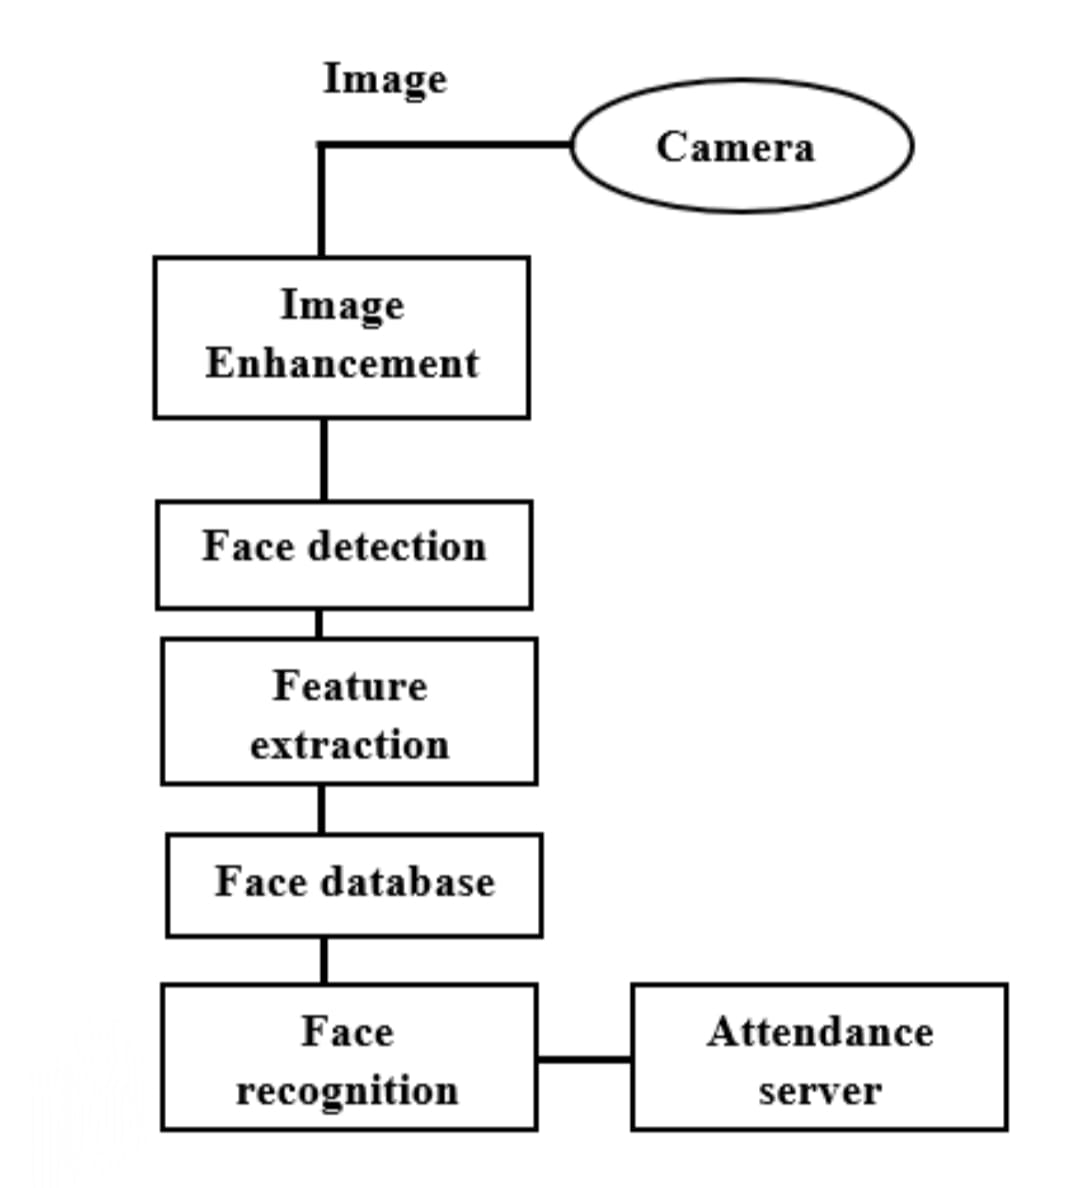 Image
Camera
Image
Enhancement
Face detection
Feature
extraction
Face database
Face
recognition
Attendance
server